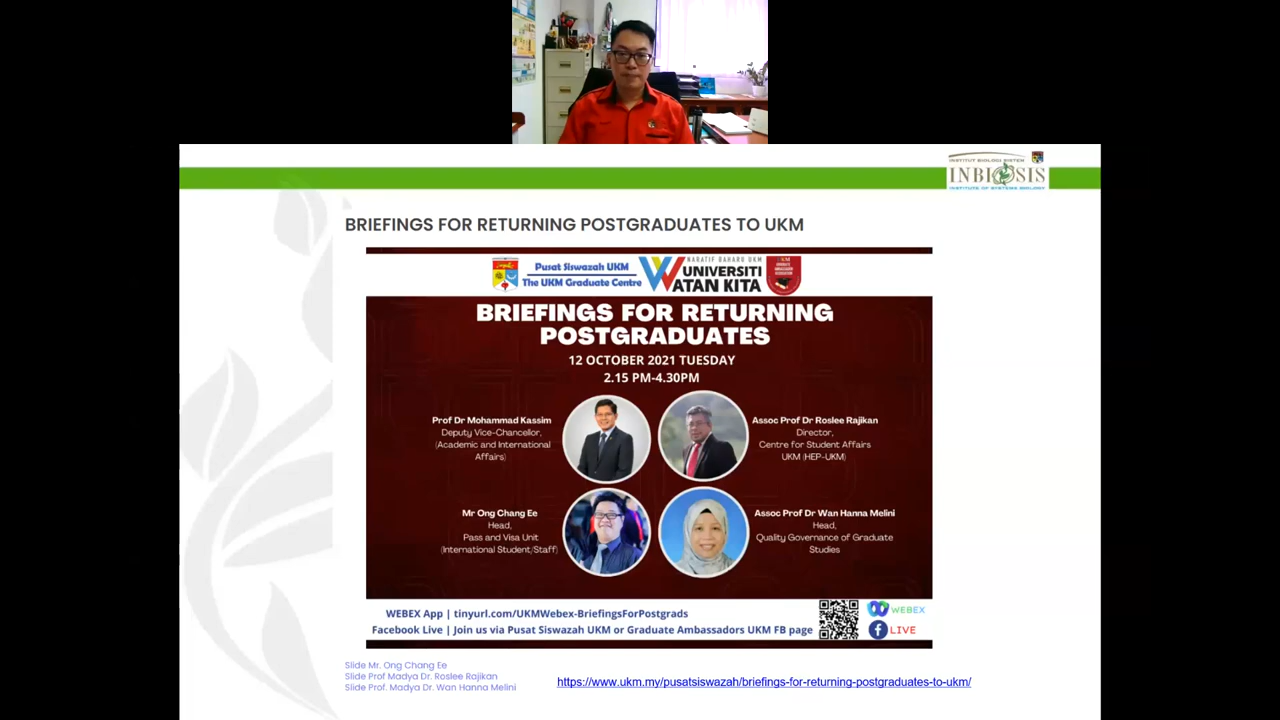 INSTITUT BIOLOGI SISTEM
INBIOSIS
INSTITUTE OF SYSTEMS BIOLOGY
BRIEFINGS FOR RETURNING POSTGRADUATES TO UKM
Pusat Siswazah UKM
The UKM Graduate Centre
NARATIF BAHARU UKM
UNIVERSITI
WATAN KITA
UKM
BRIEFINGS FOR RETURNING
POSTGRADUATES
12 OCTOBER 2021 TUESDAY
2.15 PM-4.30PM
Prof Dr Mohammad Kassim
Deputy Vice-Chancellor,
(Academic and International
Affairs)
Assoc Prof Dr Roslee Rajikan
Director,
Centre for Student Affairs
UKM (HEP-UKM)
Mr Ong Chang Ee
Head,
Pass and Visa Unit
(International Student/Staff)
Assoc Prof Dr Wan Hanna Melini
Head,
Quality Governance of Graduate
Studies
WEBEX App | tinyurl.com/UKMWebex-BriefingsForPostgrads
WEBEX
Facebook Live | Join us via Pusat Siswazah UKM or Graduate Ambassadors UKM FB page
LIVE
Slide Mr. Ong Chang Ee
Slide Prof Madya Dr. Roslee Rajikan
Slide Prof. Madya Dr. Wan Hanna Melini
https://www.ukm.my/pusatsiswazah/briefings-for-returning-postgraduates-to-ukm/